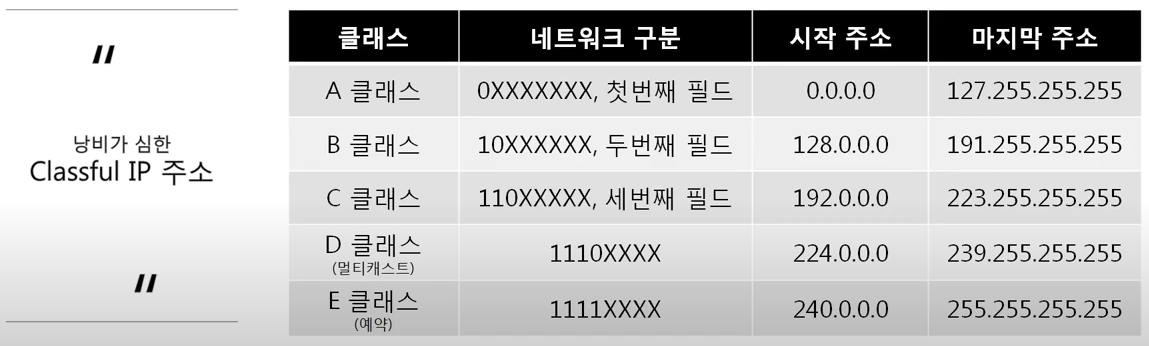 〃
낭비가 심한
Classful IP 주소
〃
클래스 네트워크 구분 시작 주소 마지막 주소
A 클래스 0XXXXXXX, 첫번째 필드 0.0.0.0 127.255.255.255
B 클래스 10XXXXXX, 두번째 필드 128.0.0.0 191.255.255.255
C 클래스 110XXXXX, 세번째 필드 192.0.0.0 223.255.255.255
D 클래스 1110XXXX 224.0.0.0 239.255.255.255
(멀티캐스트)
E 클래스 1111XXXX 240.0.0.0 255.255.255.255
(예약)